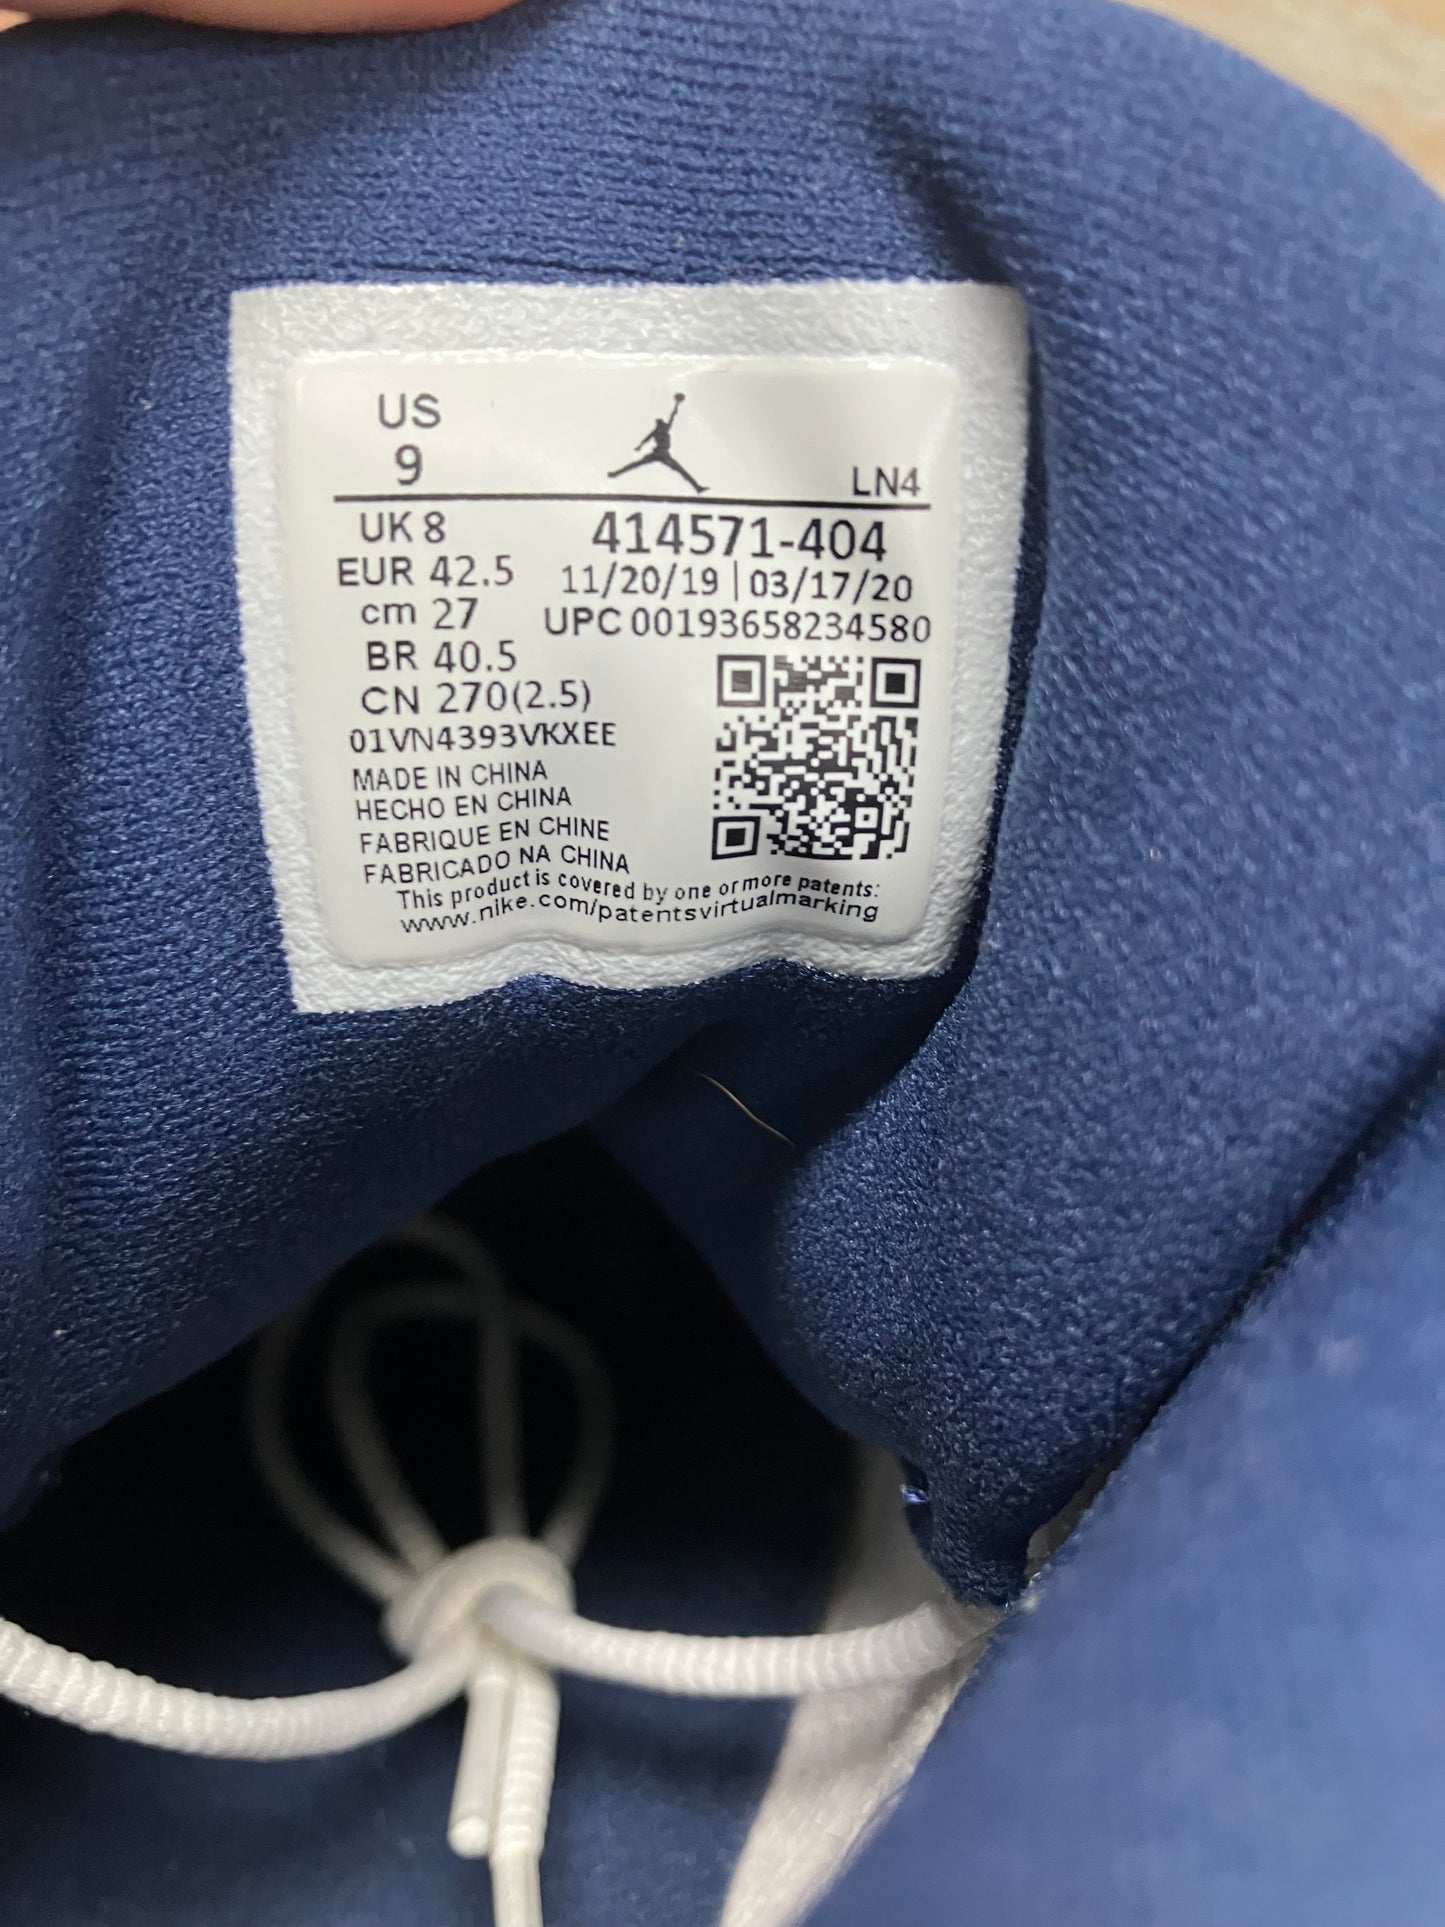 US
9
LN4
UK 8
414571-404
EUR 42.5
11/20/19 | 03/17/20
cm 27
UPC 00193658234580
BR 40.5
CN 270(2.5)
01VN4393VKXEE
MADE IN CHINA
HECHO EN CHINA
FABRIQUE EN CHINE
FABRICADO NA CHINA
This product is covered by one or more patents:
www.nike.com/patentsvirtualmarking